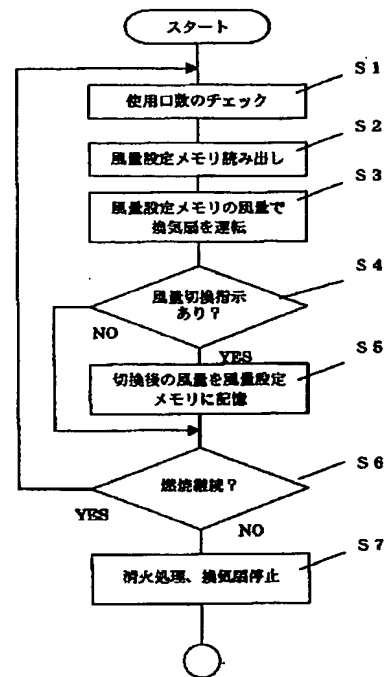 スタート
S1
使用口数のチェック
S2
風量設定メモリ読み出し
S3
風量設定メモリの風量で
換気扇を運転
S4
風量切換指示
あり？
NO
YES
S5
切換後の風量を風量設定
メモリに記憶
S6
燃焼継続？
YES
NO
S7
消火処理、換気扇停止